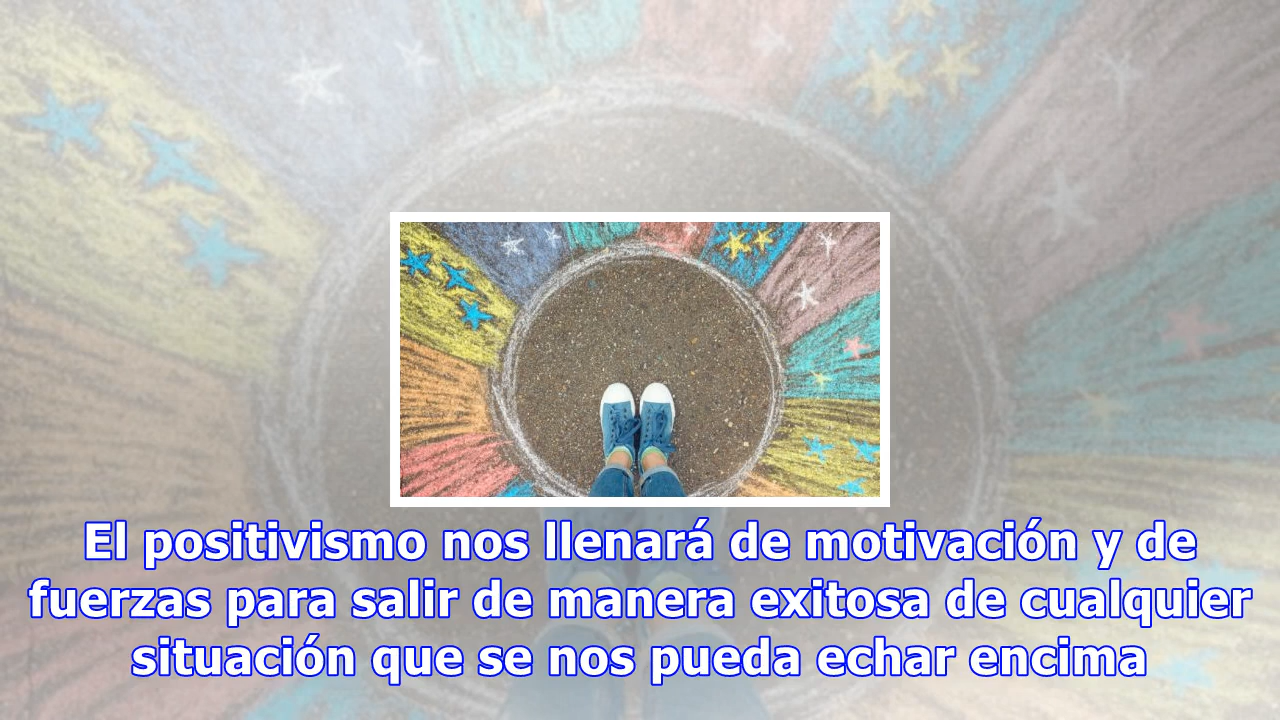 El positivismo nos llenará de motivación y de
fuerzas para salir de manera exitosa de cualquier
situación que se nos pueda echar encima